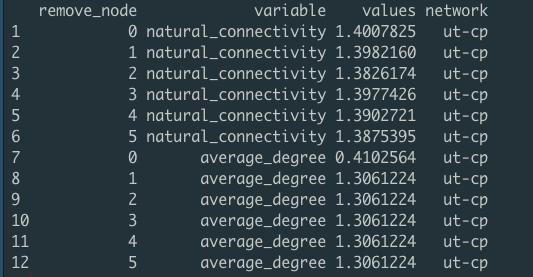 remove_node variable values network
1 0 natural_connectivity 1.4007825 ut-cp
2 1 natural_connectivity 1.3982160 ut-cp
3 2 natural_connectivity 1.3826174 ut-cp
4 3 natural_connectivity 1.3977426 ut-cp
5 4 natural_connectivity 1.3902721 ut-cp
6 5 natural_connectivity 1.3875395 ut-cp
7 0 average_degree 0.4102564 ut-cp
8 1 average_degree 1.3061224 ut-cp
9 2 average_degree 1.3061224 ut-cp
10 3 average_degree 1.3061224 ut-cp
11 4 average_degree 1.3061224 ut-cp
12 5 average_degree 1.3061224 ut-cp